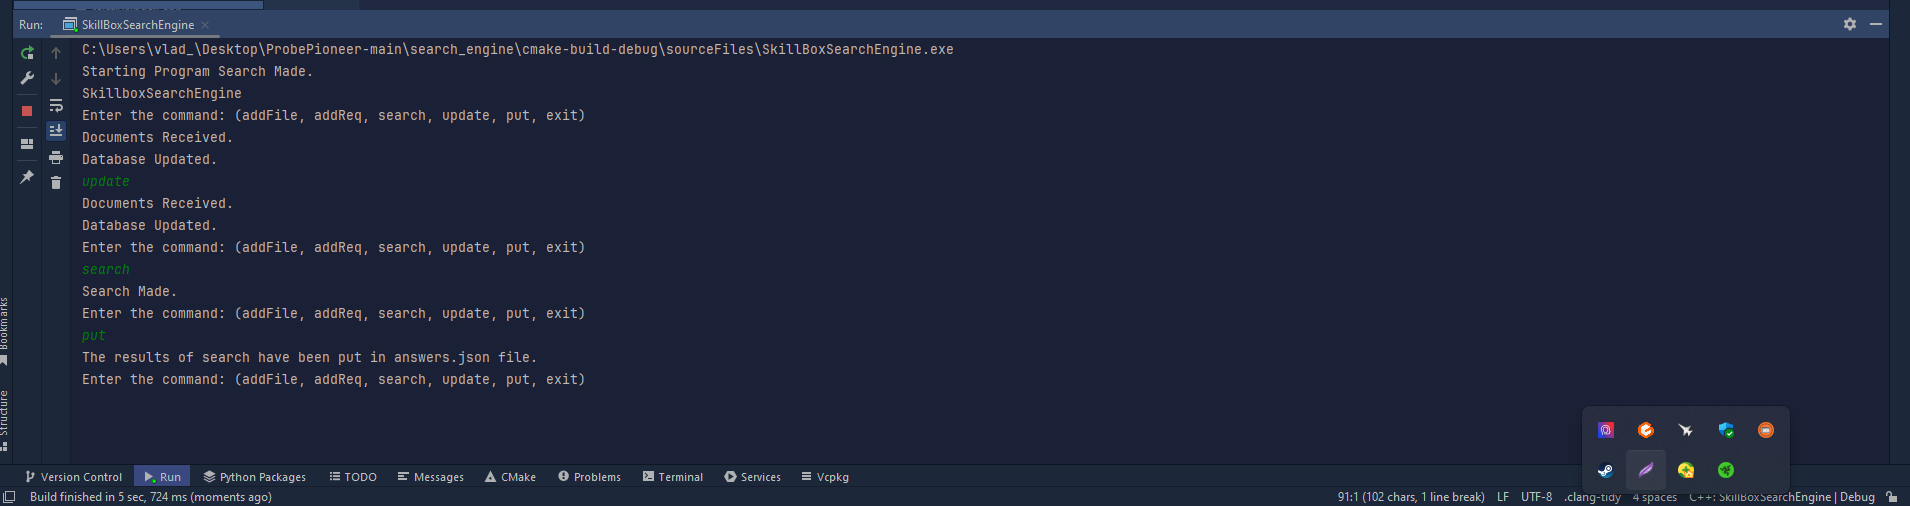 Run: SkillBoxSearchEngine
C:\Users\vlad_\Desktop\ProbePioneer-main\search_engine\cmake-build-debug\sourceFiles\SkillBoxSearchEngine.exe
Starting Program Search Made.
SkillboxSearchEngine
Enter the command: (addFile, addReq, search, update, put, exit)
Documents Received.
Database Updated.
update
Documents Received.
Database Updated.
Enter the command: (addFile, addReq, search, update, put, exit)
search
Search Made.
Enter the command: (addFile, addReq, search, update, put, exit)
put
The results of search have been put in answers.json file.
Enter the command: (addFile, addReq, search, update, put, exit)
Bookmarks
Structure
Version Control Run Python Packages TODO Messages CMake Problems Terminal Services Vcpkg
Build finished in 5 sec, 724 ms (moments ago) 91:1 (102 chars, 1 line break) LF UTF-8 .clang-tidy 4 spaces C++: SkillBoxSearchEngine | Debug